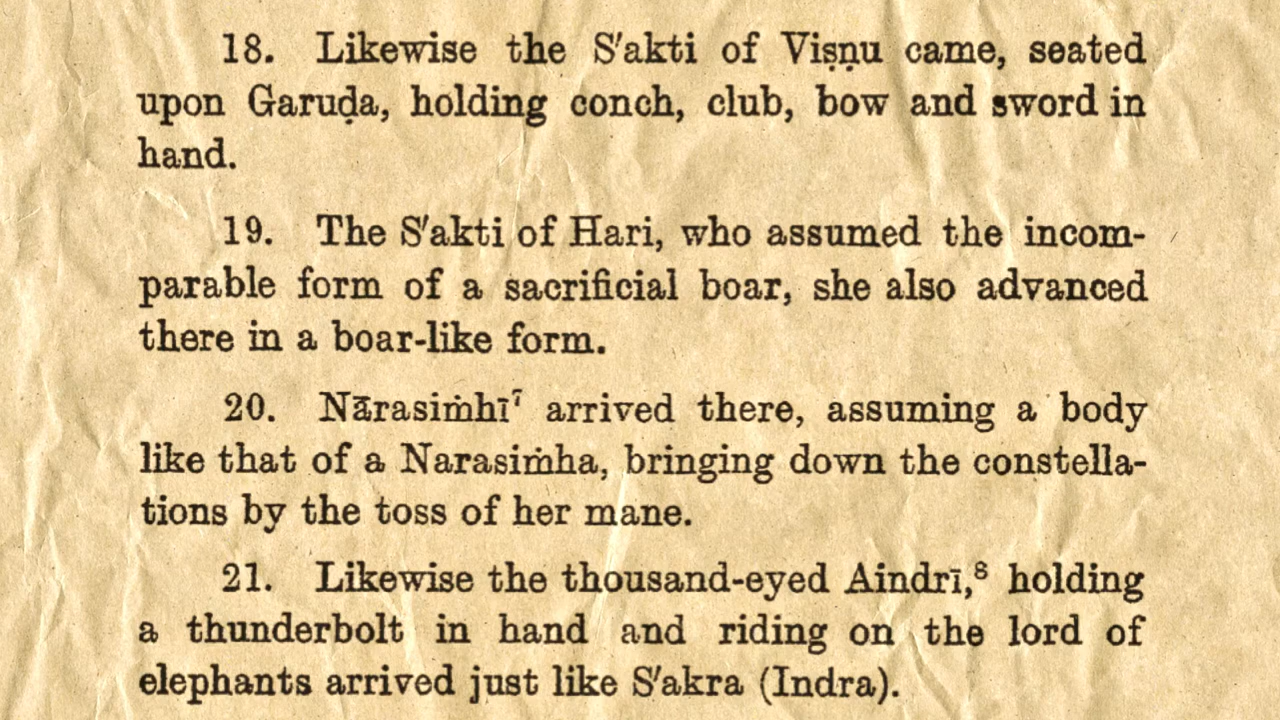 18. Likewise the S'akti of Viṣṇu came, seated
upon Garuḍa, holding conch, club, bow and sword in
hand.
19. The S'akti of Hari, who assumed the incom-
parable form of a sacrificial boar, she also advanced
there in a boar-like form.
20. Nārasiṁhī⁷ arrived there, assuming a body
like that of a Narasiṁha, bringing down the constella-
tions by the toss of her mane.
21. Likewise the thousand-eyed Aindrī,⁸ holding
a thunderbolt in hand and riding on the lord of
elephants arrived just like S'akra (Indra).